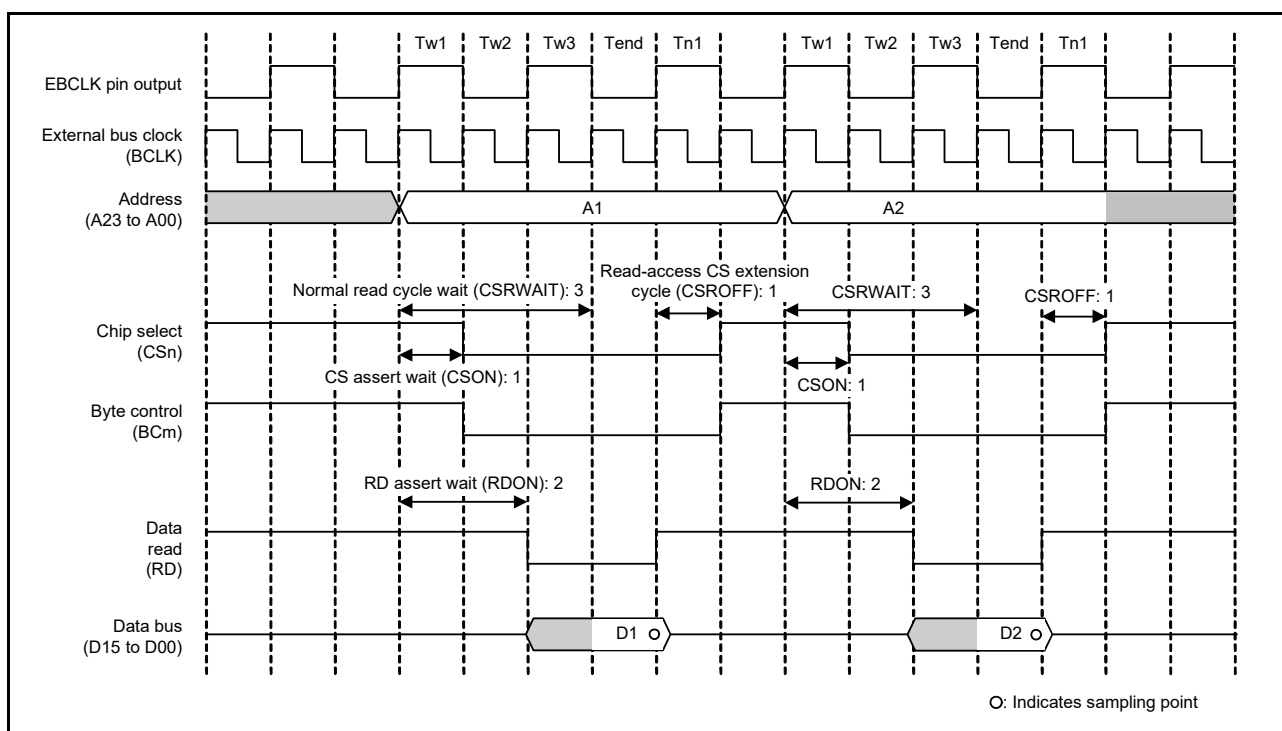 Tw1 Tw2 Tw3 Tend Tn1 Tw1 Tw2 Tw3 Tend Tn1
EBCLK pin output
External bus clock
(BCLK)
Address
(A23 to A00)
A1 A2
Normal read cycle wait (CSRWAIT): 3
Read-access CS extension
cycle (CSROFF): 1
CSRWAIT: 3
CSROFF: 1
Chip select
(CSn)
CS assert wait (CSON): 1
CSON: 1
Byte control
(BCm)
RD assert wait (RDON): 2
RDON: 2
Data
read
(RD)
Data bus
(D15 to D00)
D1 D2
: Indicates sampling point